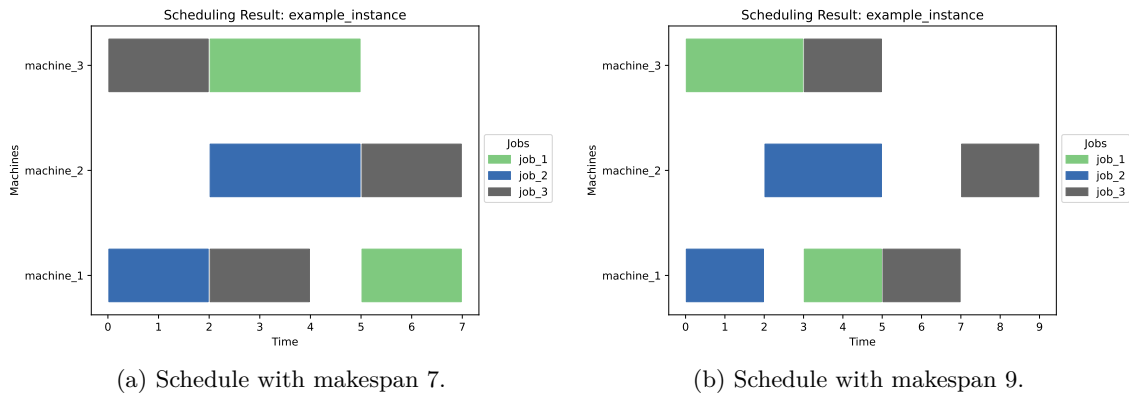 Scheduling Result: example_instance
machine_3
machine_2
machine_1
Machines
0 1 2 3 4 5 6 7
Time
Jobs
job_1
job_2
job_3
(a) Schedule with makespan 7.
Scheduling Result: example_instance
machine_3
machine_2
machine_1
Machines
0 1 2 3 4 5 6 7 8 9
Time
Jobs
job_1
job_2
job_3
(b) Schedule with makespan 9.